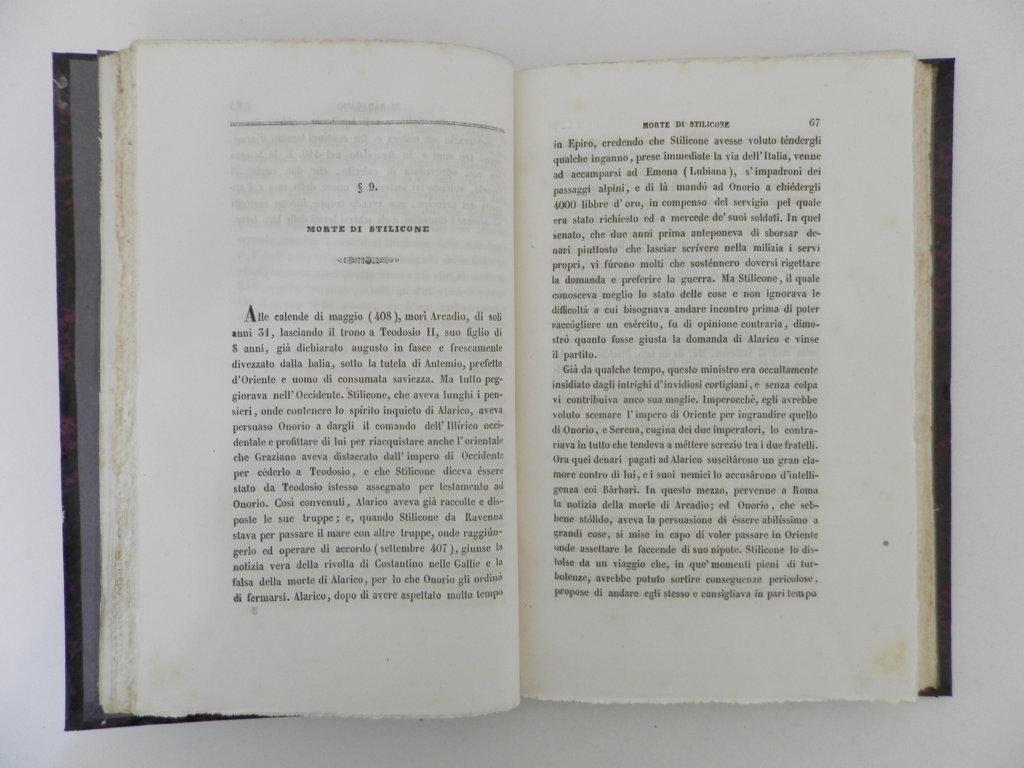 § 9.
MORTE DI STILICONE
Alle calende di maggio (408), morì Arcadio, di soli
anni 31, lasciando il trono a Teodosio II, suo figlio di
8 anni, già dichiarato augusto in fasce e frescamente
divezzato dalla balia, sotto la tutela di Antemio, prefetto
d'Oriente e uomo di consumata saviezza. Ma tutto peg-
giorava nell'Occidente. Stilicone, che aveva lunghi i pen-
sieri, onde contenere lo spírito inquieto di Alarico, aveva
persuaso Onorio a dargli il comando dell'Illírico occi-
dentale e profittare di lui per riacquistare anche l'orientale
che Graziano aveva distaccato dall'impero di Occidente
per céderlo a Teodosio, e che Stilicone diceva éssere
stato da Teodosio istesso assegnato per testamento ad
Onorio. Così convenuti, Alarico aveva già raccolte e dis-
poste le sue truppe; e, quando Stilicone da Ravenna
stava per passare il mare con altre truppe, onde raggiún-
gerlo ed operare di accordo (settembre 407), giunse la
notizia vera della rivolta di Costantino nelle Gallie e la
falsa della morte di Alarico, per lo che Onorio gli ordinò
di fermarsi. Alarico, dopo di avere aspettato molto tempo
MORTE DI STILICONE 67
in Epiro, credendo che Stilicone avesse voluto téndergli
qualche inganno, prese immediate la via dell'Italia, venne
ad accamparsi ad Emona (Lubiana), s'impadronì dei
passaggi alpini, e di là mandò ad Onorio a chiédergli
4000 libbre d'oro, in compenso del servigio pel quale
era stato richiesto ed a mercede de'suoi soldati. In quel
senato, che due anni prima anteponeva di sborsar de-
nari piuttosto che lasciar scrívere nella milizia i servi
propri, vi fúrono molti che sosténnero doversi rigettare
la domanda e preferire la guerra. Ma Stilicone, il quale
conosceva meglio lo stato delle cose e non ignorava le
difficoltà a cui bisognava andare incontro prima di poter
raccógliere un esército, fu di opinione contraria, dimo-
strò quanto fosse giusta la domanda di Alarico e vinse
il partito.
Già da qualche tempo, questo ministro era occultamente
insidiato dagli intrighi d'invidiosi cortigiani, e senza colpa
vi contribuiva anco sua moglie. Imperocchè, egli avrebbe
voluto scemare l'impero di Oriente per ingrandire quello
di Onorio, e Serena, cugina dei due imperatori, lo contra-
riava in tutto che tendeva a méttere screzio tra i due fratelli.
Ora quei denari pagati ad Alarico suscitárono un gran cla-
more contro di lui, e i suoi nemici lo accusárono d'intelli-
genza coi Bárbari. In questo mezzo, pervenne a Roma
la notizia della morte di Arcadio; ed Onorio, che seb-
bene stólido, aveva la persuasione di éssere abilíssimo a
grandi cose, si mise in capo di voler passare in Oriente
onde assettare le faccende di suo nipote. Stilicone lo dis-
tolse da un viaggio che, in que'momenti pieni di tur-
bolenze, avrebbe potuto sortire conseguenze pericolose,
propose di andare egli stesso e consigliava in pari tempo